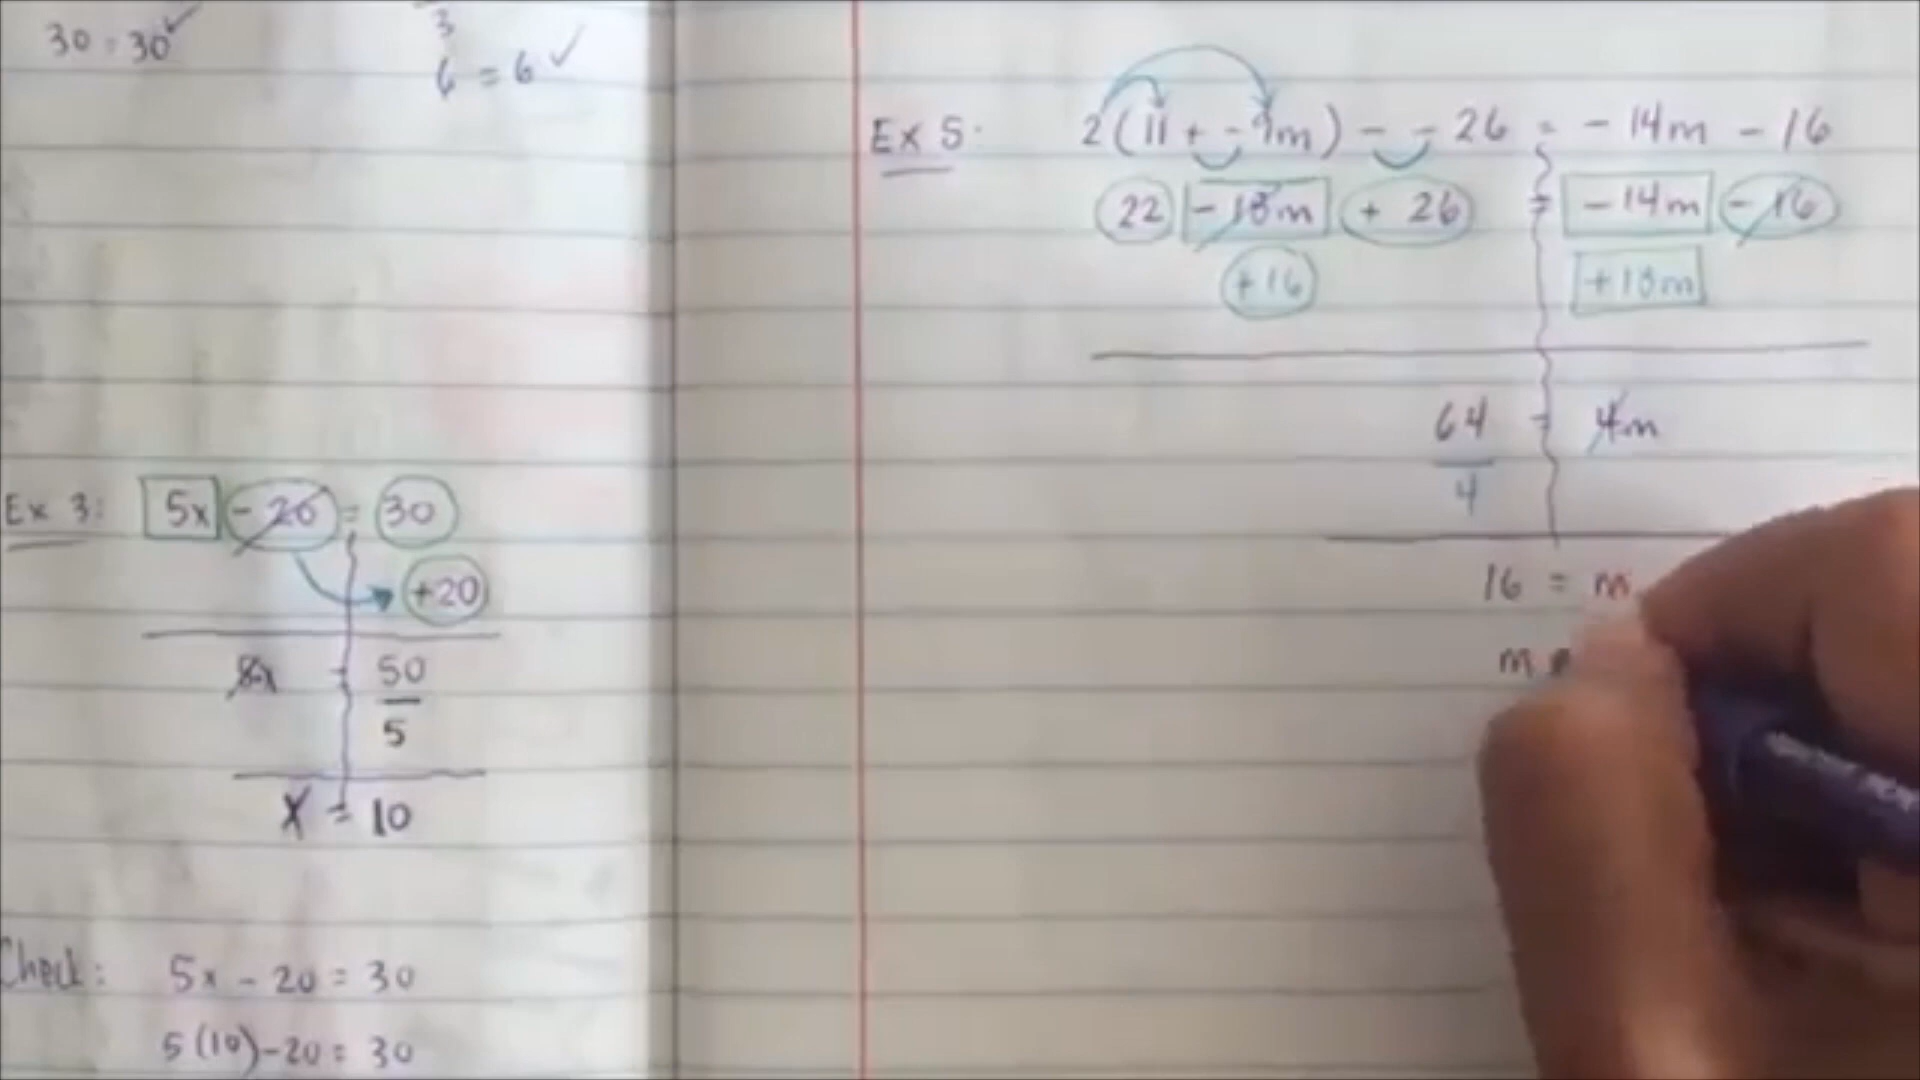 30 = 30 ✓
3
6 = 6 ✓
Ex 3: 5x - 20 = 30
+20
5x = 50
5
x = 10
Check: 5x - 20 = 30
5(10) - 20 = 30
Ex 5: 2(11 + - 9m) - - 26 = - 14m - 16
22 - 18m + 26 = - 14m - 16
+16 +18m
64 = 4m
4
16 = m
m =